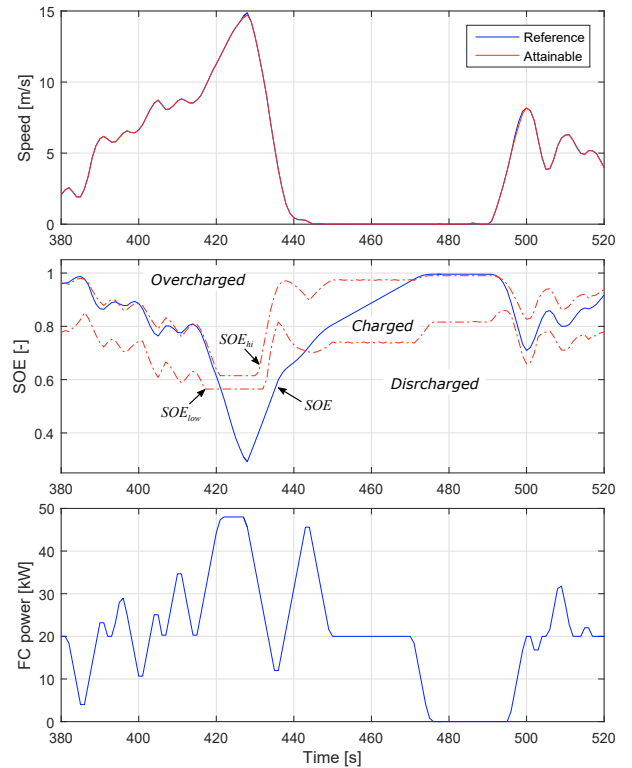 15
10
5
0
Speed [m/s]
Reference
Attainable
380 400 420 440 460 480 500 520
1
0.8
0.6
0.4
SOE [-]
Overcharged
SOEhi
Charged
SOElow
SOE
Disrcharged
380 400 420 440 460 480 500 520
50
40
30
20
10
0
FC power [kW]
380 400 420 440 460 480 500 520
Time [s]